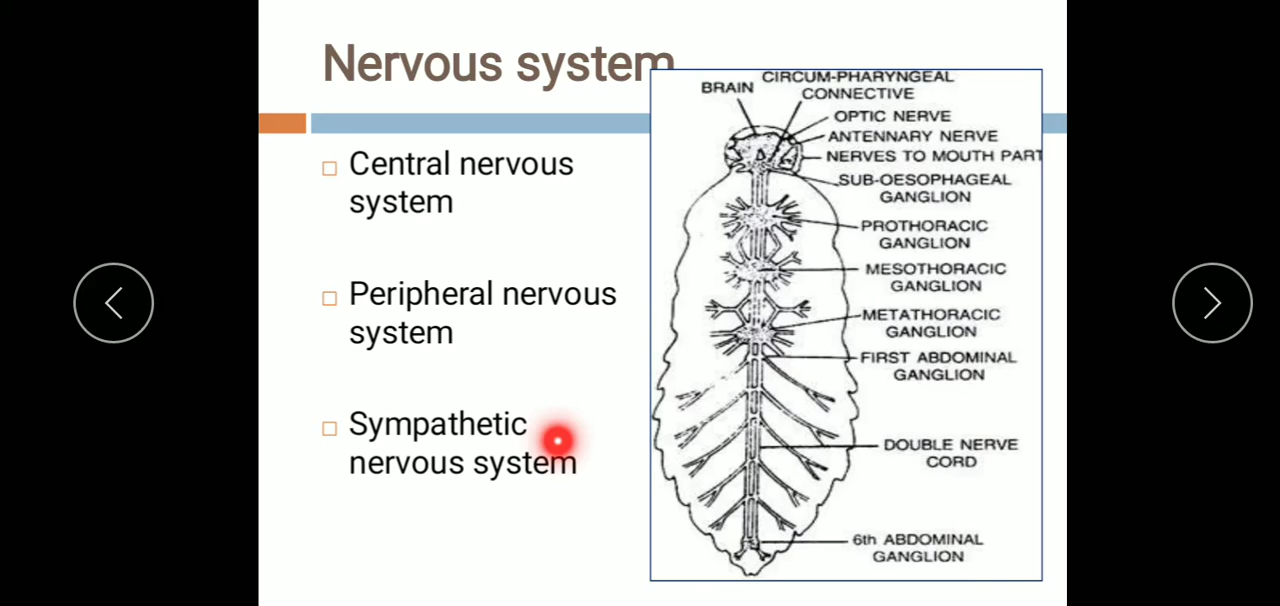 Nervous system
Central nervous
system
Peripheral nervous
system
Sympathetic
nervous system
BRAIN
CIRCUM-PHARYNGEAL
CONNECTIVE
OPTIC NERVE
ANTENNARY NERVE
NERVES TO MOUTH PART
SUB-OESOPHAGEAL
GANGLION
PROTHORACIC
GANGLION
MESOTHORACIC
GANGLION
METATHORACIC
GANGLION
FIRST ABDOMINAL
GANGLION
DOUBLE NERVE
CORD
6th ABDOMINAL
GANGLION